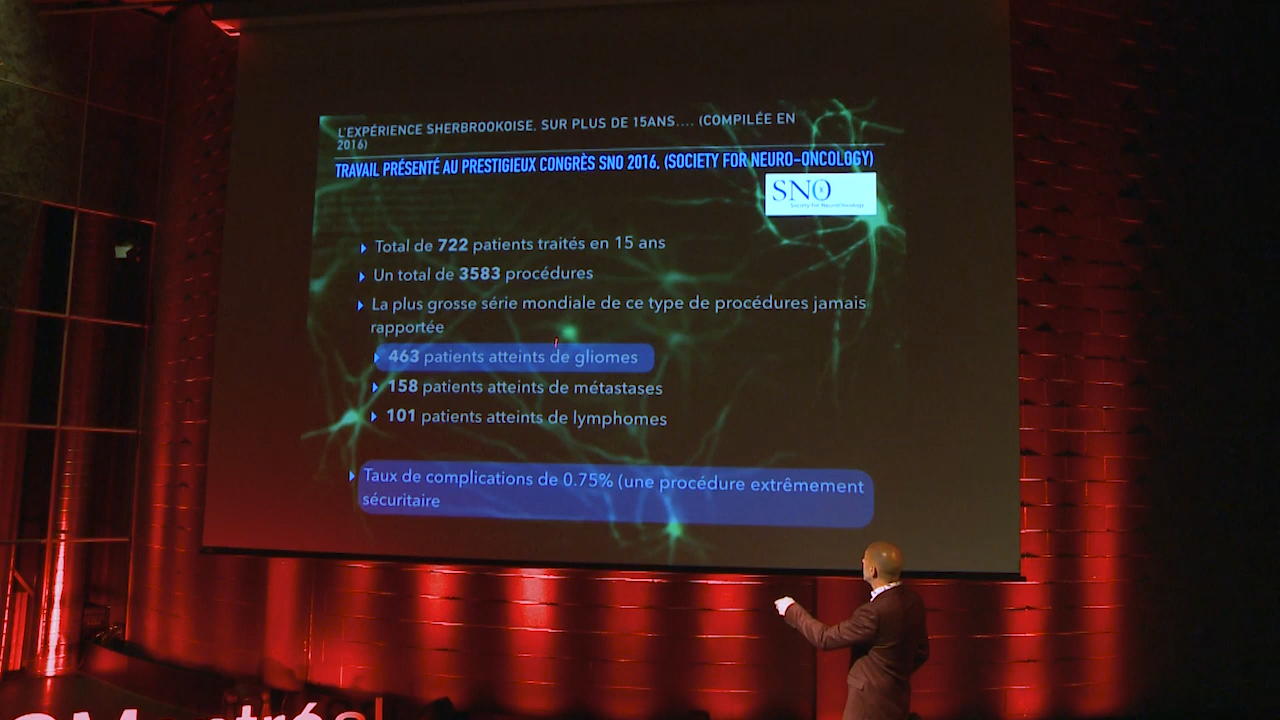 L'EXPÉRIENCE SHERBROOKOISE, SUR PLUS DE 15ANS.... (COMPILÉE EN
2016)
TRAVAIL PRÉSENTÉ AU PRESTIGIEUX CONGRÈS SNO 2016, (SOCIETY FOR NEURO-ONCOLOGY)
SNO
Society for NeuroOncology
Total de 722 patients traités en 15 ans
Un total de 3583 procédures
La plus grosse série mondiale de ce type de procédures jamais
rapportée
463 patients atteints de gliomes
158 patients atteints de métastases
101 patients atteints de lymphomes
Taux de complications de 0.75% (une procédure extrêmement
sécuritaire